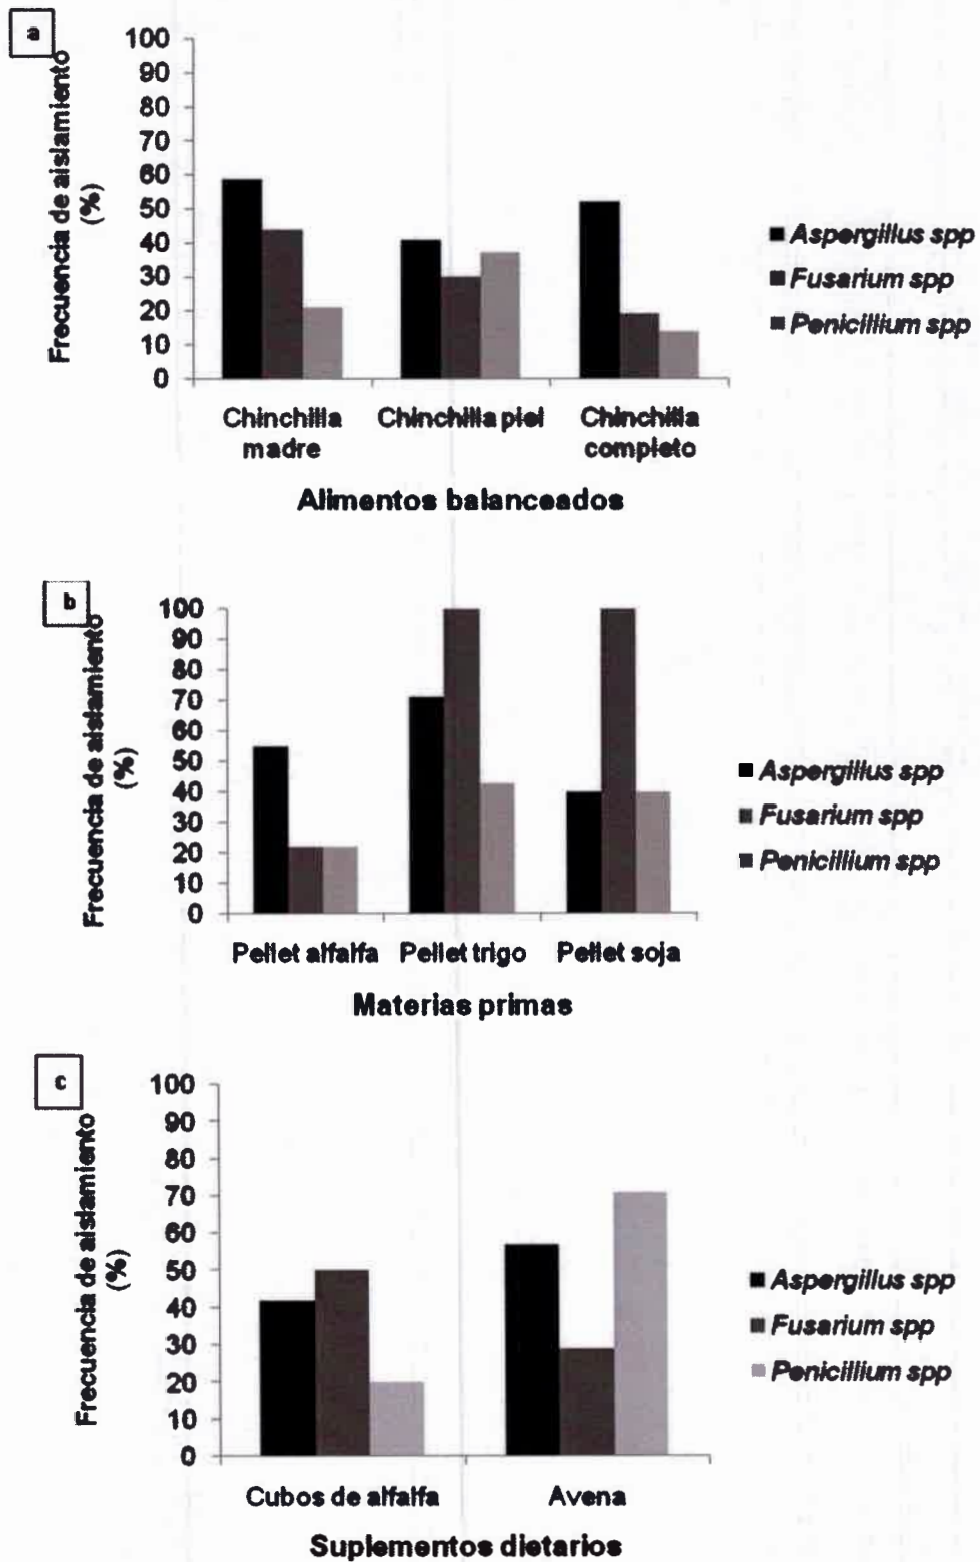 a
Frecuencia de aislamiento
(%)
100
90
80
70
60
50
40
30
20
10
0
Chinchilla
madre
Chinchilla piel
Chinchilla
completo
Alimentos balanceados
Aspergillus spp
Fusarium spp
Penicillium spp
b
Frecuencia de aislamiento
(%)
100
90
80
70
60
50
40
30
20
10
0
Pellet alfalfa
Pellet trigo
Pellet soja
Materias primas
Aspergillus spp
Fusarium spp
Penicillium spp
c
Frecuencia de aislamiento
(%)
100
90
80
70
60
50
40
30
20
10
0
Cubos de alfalfa
Avena
Suplementos dietarios
Aspergillus spp
Fusarium spp
Penicillium spp